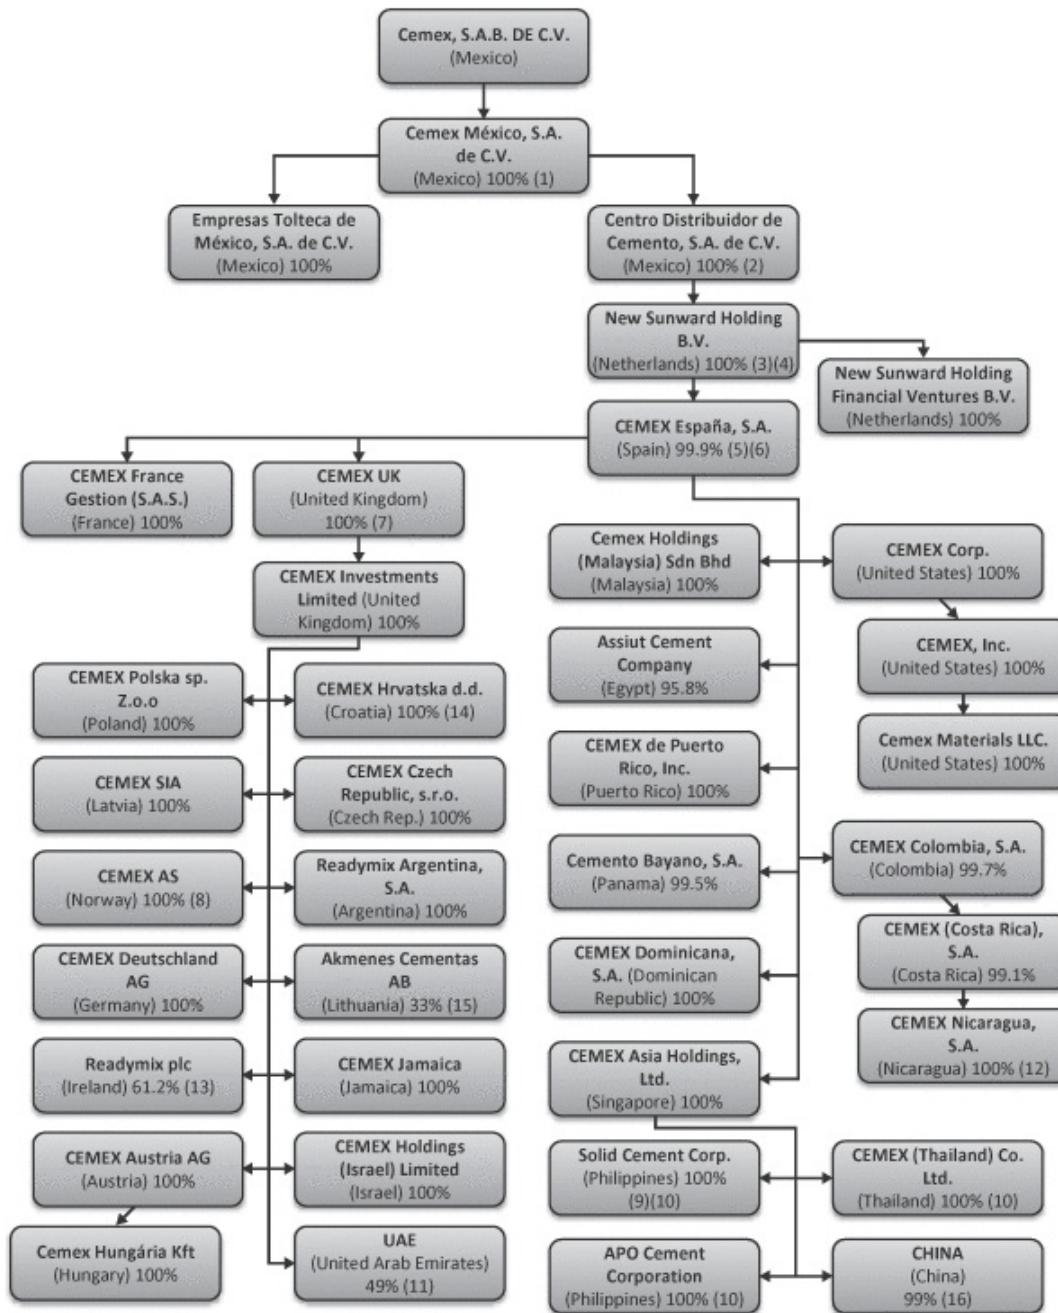 Cemex, S.A.B. DE C.V.
(Mexico)
Cemex México, S.A.
de C.V.
(Mexico) 100% (1)
Empresas Tolteca de
México, S.A. de C.V.
(Mexico) 100%
Centro Distribuidor de
Cemento, S.A. de C.V.
(Mexico) 100% (2)
New Sunward Holding
B.V.
(Netherlands) 100% (3)(4)
New Sunward Holding
Financial Ventures B.V.
(Netherlands) 100%
CEMEX España, S.A.
(Spain) 99.9% (5)(6)
CEMEX France
Gestion (S.A.S.)
(France) 100%
CEMEX UK
(United Kingdom)
100% (7)
CEMEX Investments
Limited (United
Kingdom) 100%
CEMEX Polska sp.
Z.o.o
(Poland) 100%
CEMEX Hrvatska d.d.
(Croatia) 100% (14)
CEMEX SIA
(Latvia) 100%
CEMEX Czech
Republic, s.r.o.
(Czech Rep.) 100%
CEMEX AS
(Norway) 100% (8)
Readymix Argentina,
S.A.
(Argentina) 100%
CEMEX Deutschland
AG
(Germany) 100%
Akmenes Cementas
AB
(Lithuania) 33% (15)
Readymix plc
(Ireland) 61.2% (13)
CEMEX Jamaica
(Jamaica) 100%
CEMEX Austria AG
(Austria) 100%
CEMEX Holdings
(Israel) Limited
(Israel) 100%
Cemex Hungária Kft
(Hungary) 100%
UAE
(United Arab Emirates)
49% (11)
Cemex Holdings
(Malaysia) Sdn Bhd
(Malaysia) 100%
CEMEX Corp.
(United States) 100%
Assiut Cement
Company
(Egypt) 95.8%
CEMEX, Inc.
(United States) 100%
CEMEX de Puerto
Rico, Inc.
(Puerto Rico) 100%
Cemex Materials LLC.
(United States) 100%
Cemento Bayano, S.A.
(Panama) 99.5%
CEMEX Colombia, S.A.
(Colombia) 99.7%
CEMEX Dominicana,
S.A. (Dominican
Republic) 100%
CEMEX (Costa Rica),
S.A.
(Costa Rica) 99.1%
CEMEX Nicaragua,
S.A.
(Nicaragua) 100% (12)
CEMEX Asia Holdings,
Ltd.
(Singapore) 100%
Solid Cement Corp.
(Philippines) 100%
(9)(10)
CEMEX (Thailand) Co.
Ltd.
(Thailand) 100% (10)
APO Cement
Corporation
(Philippines) 100% (10)
CHINA
(China)
99% (16)